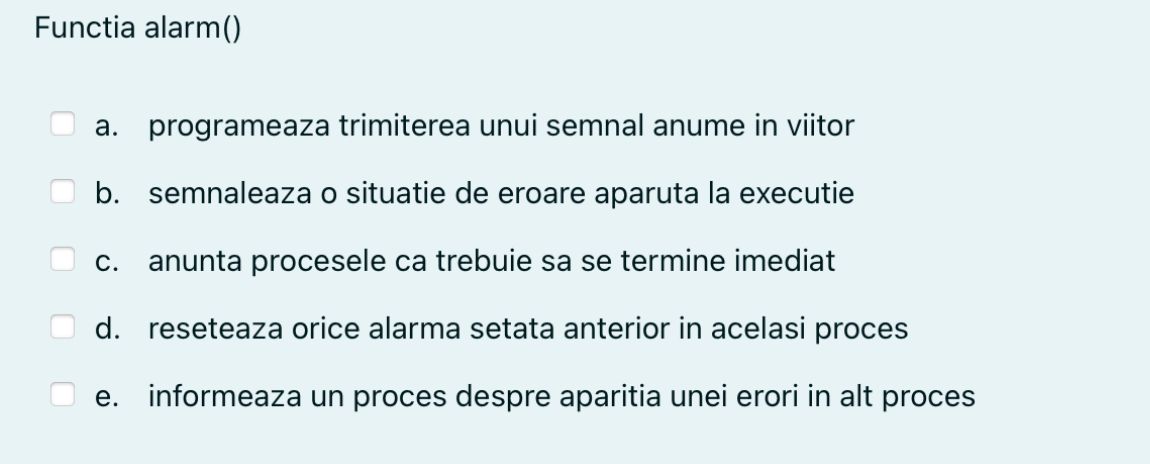 Functia alarm()
a. programeaza trimiterea unui semnal anume in viitor
b. semnaleaza o situatie de eroare aparuta la executie
c. anunta procesele ca trebuie sa se termine imediat
d. reseteaza orice alarma setata anterior in acelasi proces
e. informeaza un proces despre aparitia unei erori in alt proces